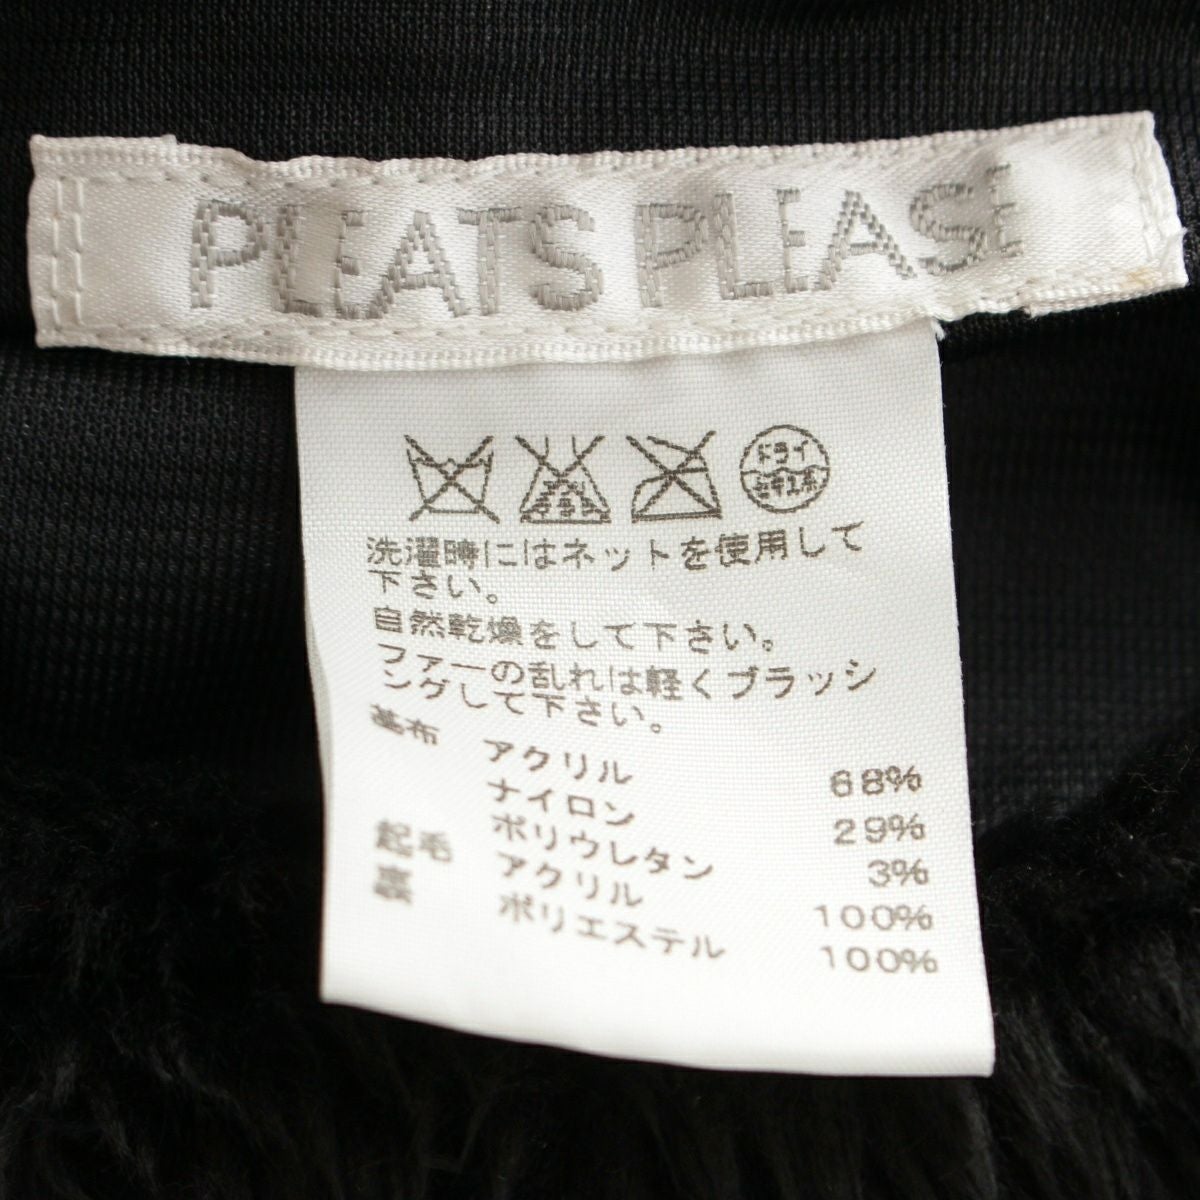 PLEATS PLEASE
ドライ
セキユ系
洗濯時にはネットを使用して
下さい。
自然乾燥をして下さい。
ファーの乱れは軽くブラッシ
ングして下さい。
基布 アクリル 68%
ナイロン 29%
ポリウレタン 3%
起毛 アクリル 100%
裏 ポリエステル 100%